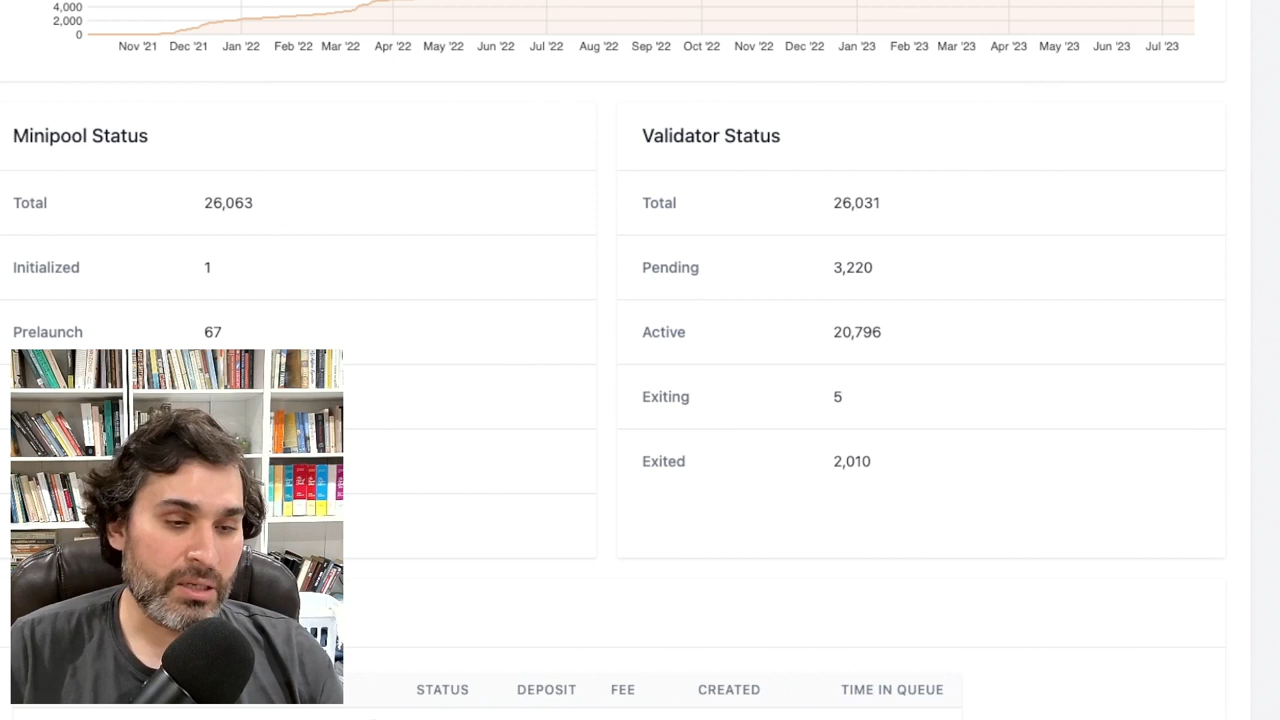 4,000
2,000
0
Nov '21 Dec '21 Jan '22 Feb '22 Mar '22 Apr '22 May '22 Jun '22 Jul '22 Aug '22 Sep '22 Oct '22 Nov '22 Dec '22 Jan '23 Feb '23 Mar '23 Apr '23 May '23 Jun '23 Jul '23
Minipool Status
Total 26,063
Initialized 1
Prelaunch 67
Validator Status
Total 26,031
Pending 3,220
Active 20,796
Exiting 5
Exited 2,010
STATUS DEPOSIT FEE CREATED TIME IN QUEUE